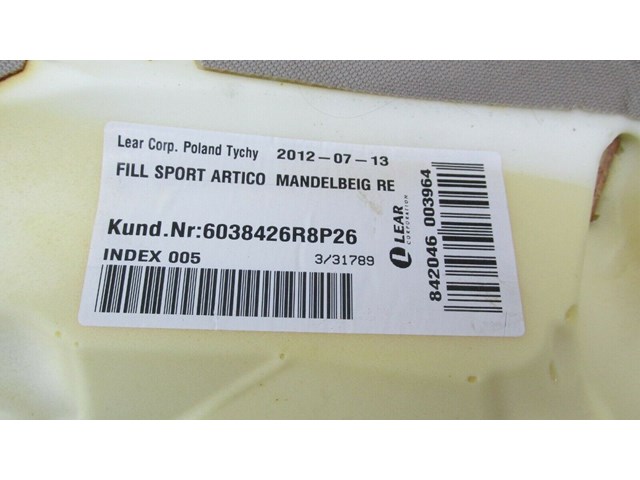 Lear Corp. Poland Tychy 2012-07-13
FILL SPORT ARTICO MANDELBEIG RE
Kund.Nr:6038426R8P26
INDEX 005 3/31789
LEAR
CORPORATION
842046 003964